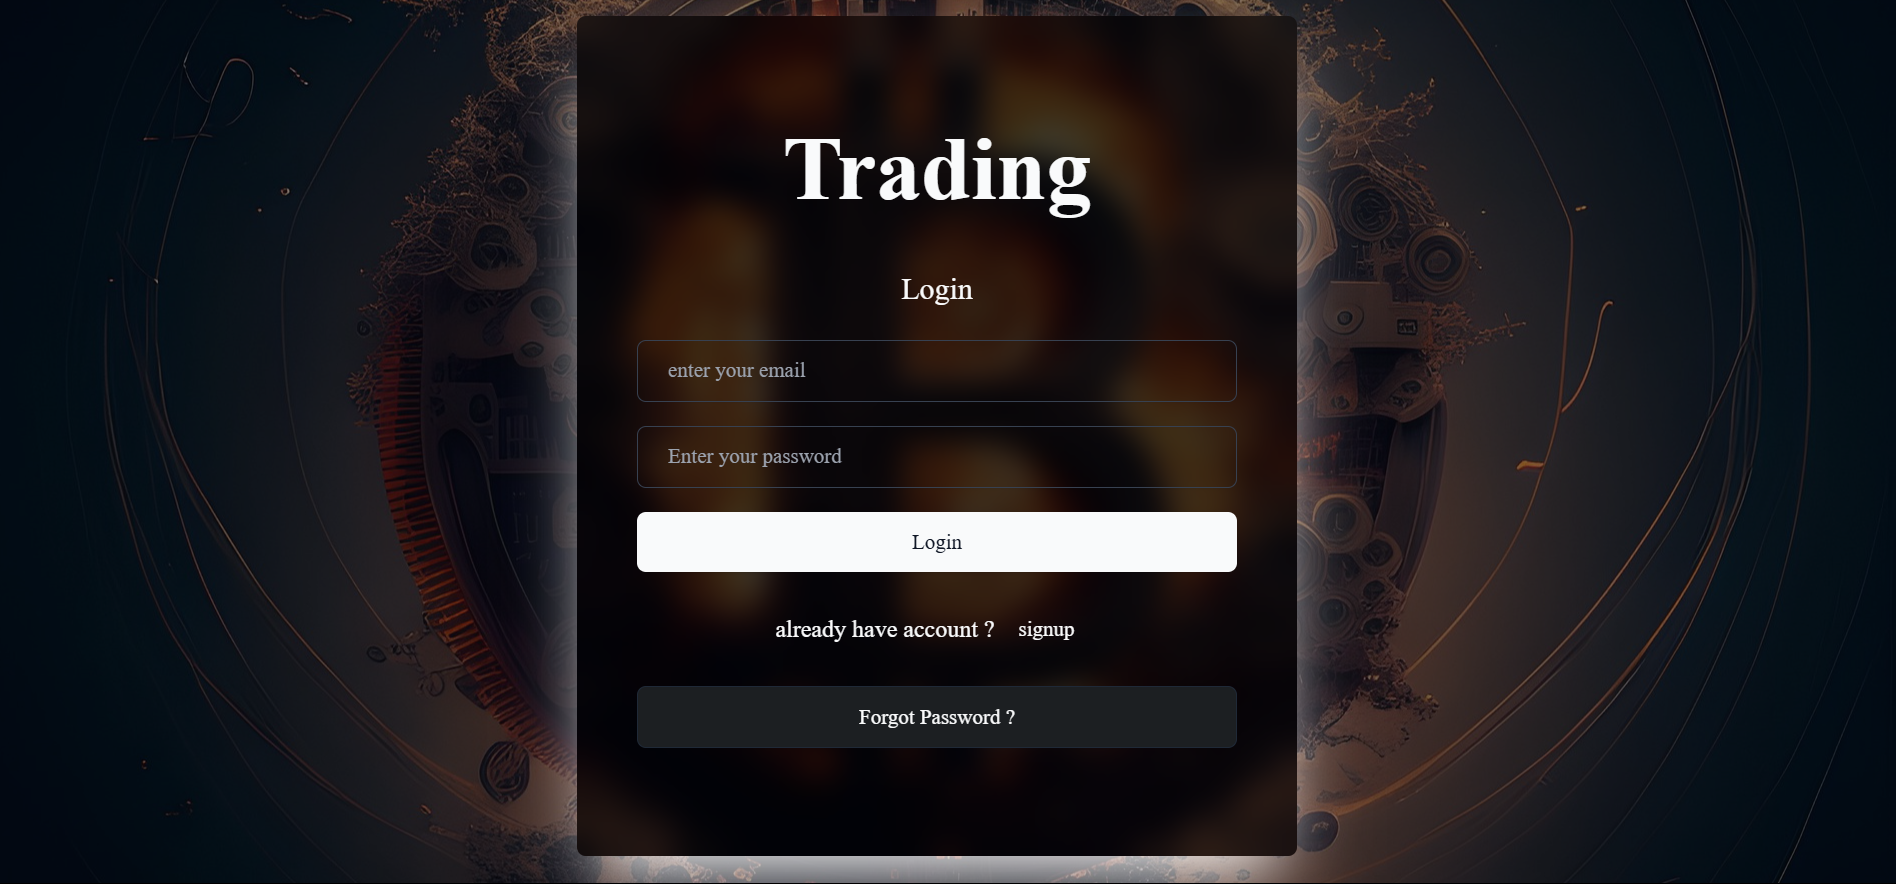 Trading
Login
enter your email
Enter your password
Login
already have account ? signup
Forgot Password ?